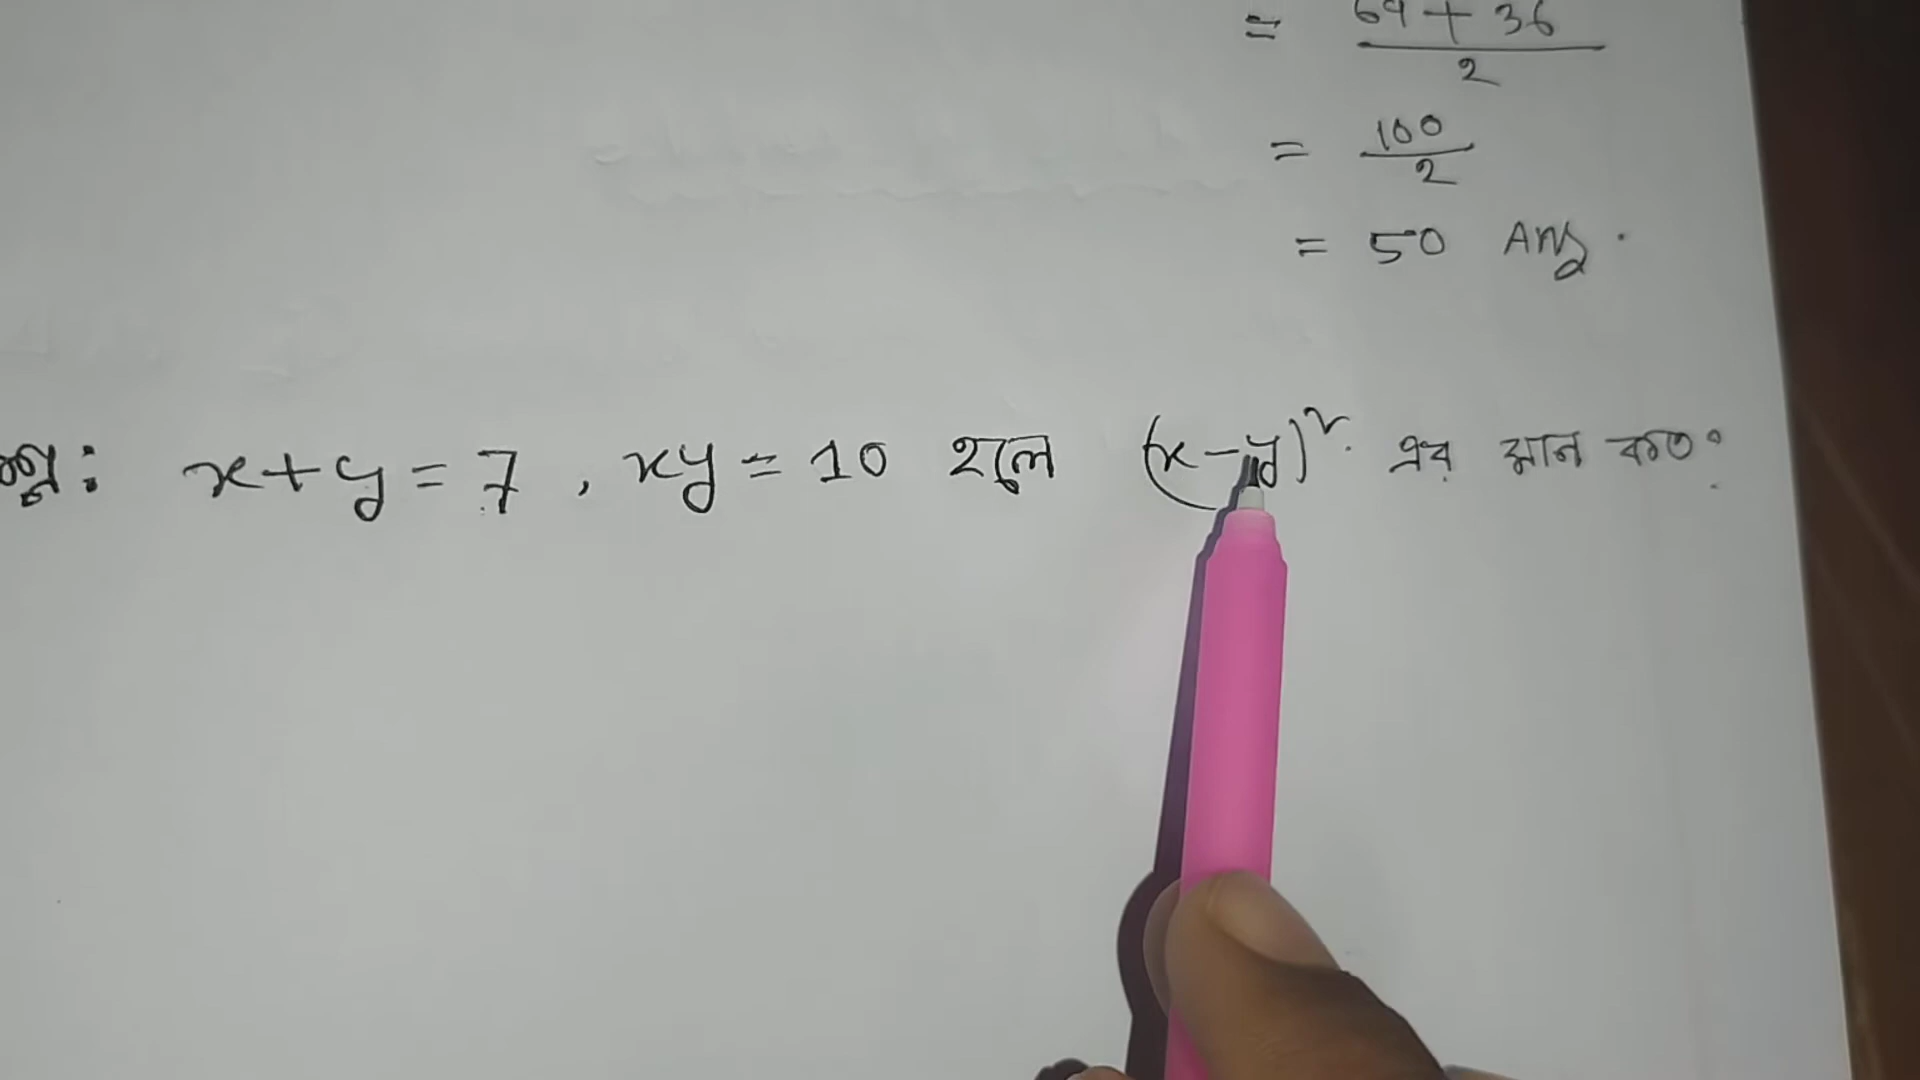 = 64 + 36
2
= 100
2
= 50 Ans.
প্রশ্ন: x+y = 7, xy = 10 হলে (x-y)² এর মান কত?